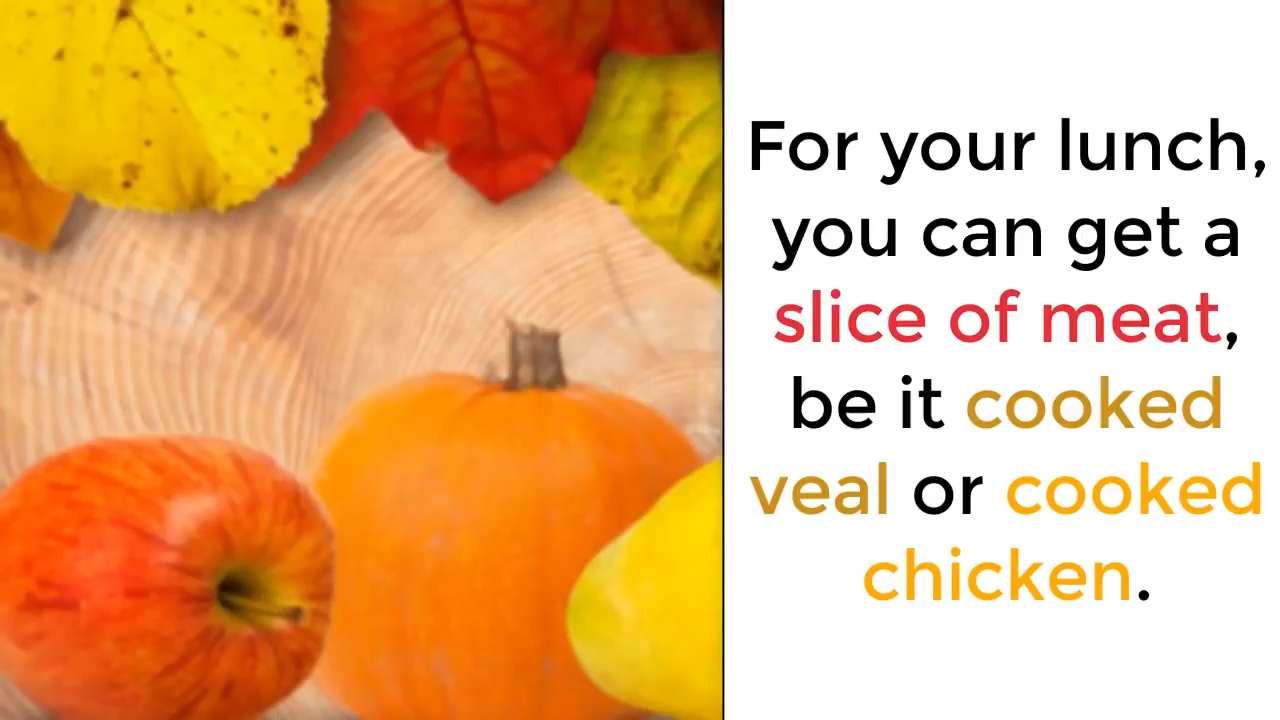 For your lunch,
you can get a
slice of meat,
be it cooked
veal or cooked
chicken.